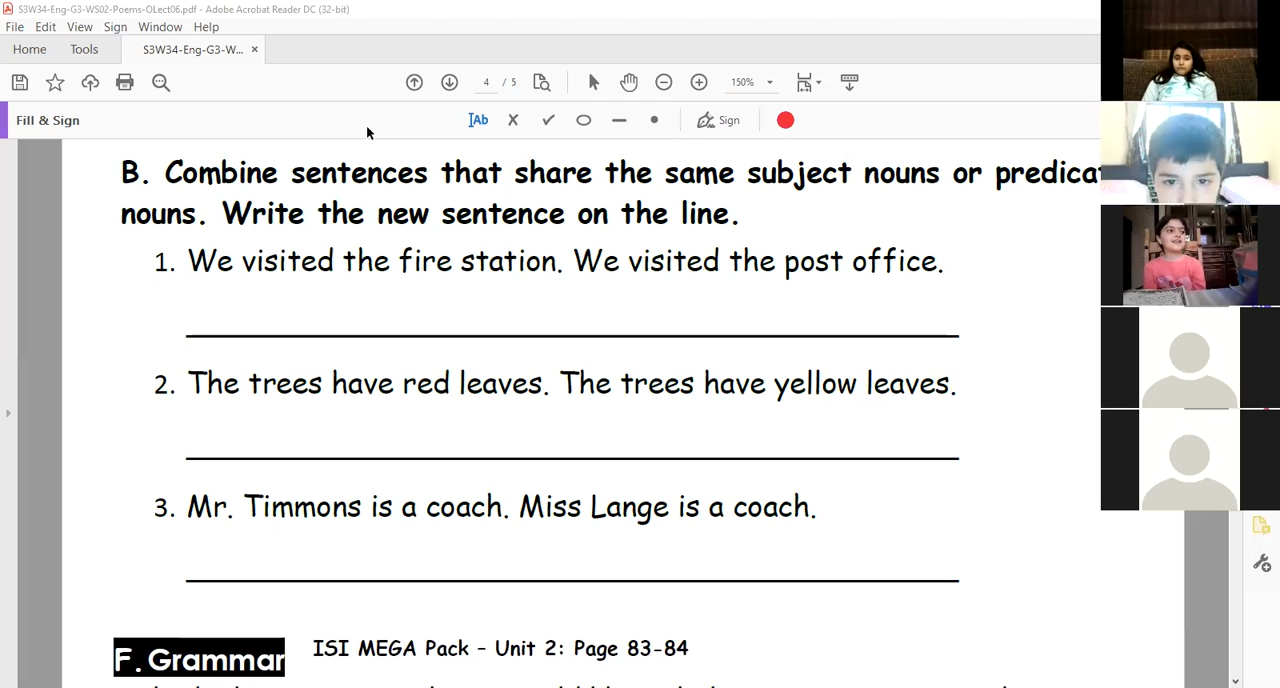 S3W34-Eng-G3-WS02-Poems-OLect06.pdf - Adobe Acrobat Reader DC (32-bit)
File Edit View Sign Window Help
Home Tools S3W34-Eng-G3-W... ×
4 / 5 150%
Fill & Sign Ab Sign
B. Combine sentences that share the same subject nouns or predicat
nouns. Write the new sentence on the line.
1. We visited the fire station. We visited the post office.
2. The trees have red leaves. The trees have yellow leaves.
3. Mr. Timmons is a coach. Miss Lange is a coach.
F. Grammar ISI MEGA Pack – Unit 2: Page 83-84